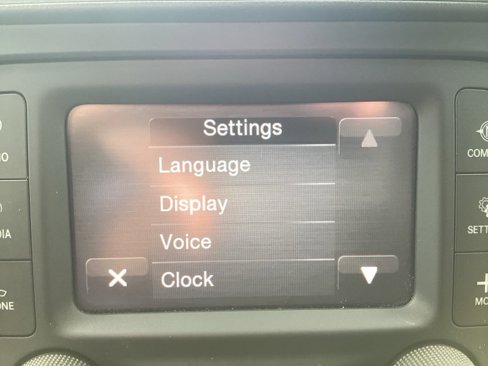 Settings
Language
Display
Voice
Clock